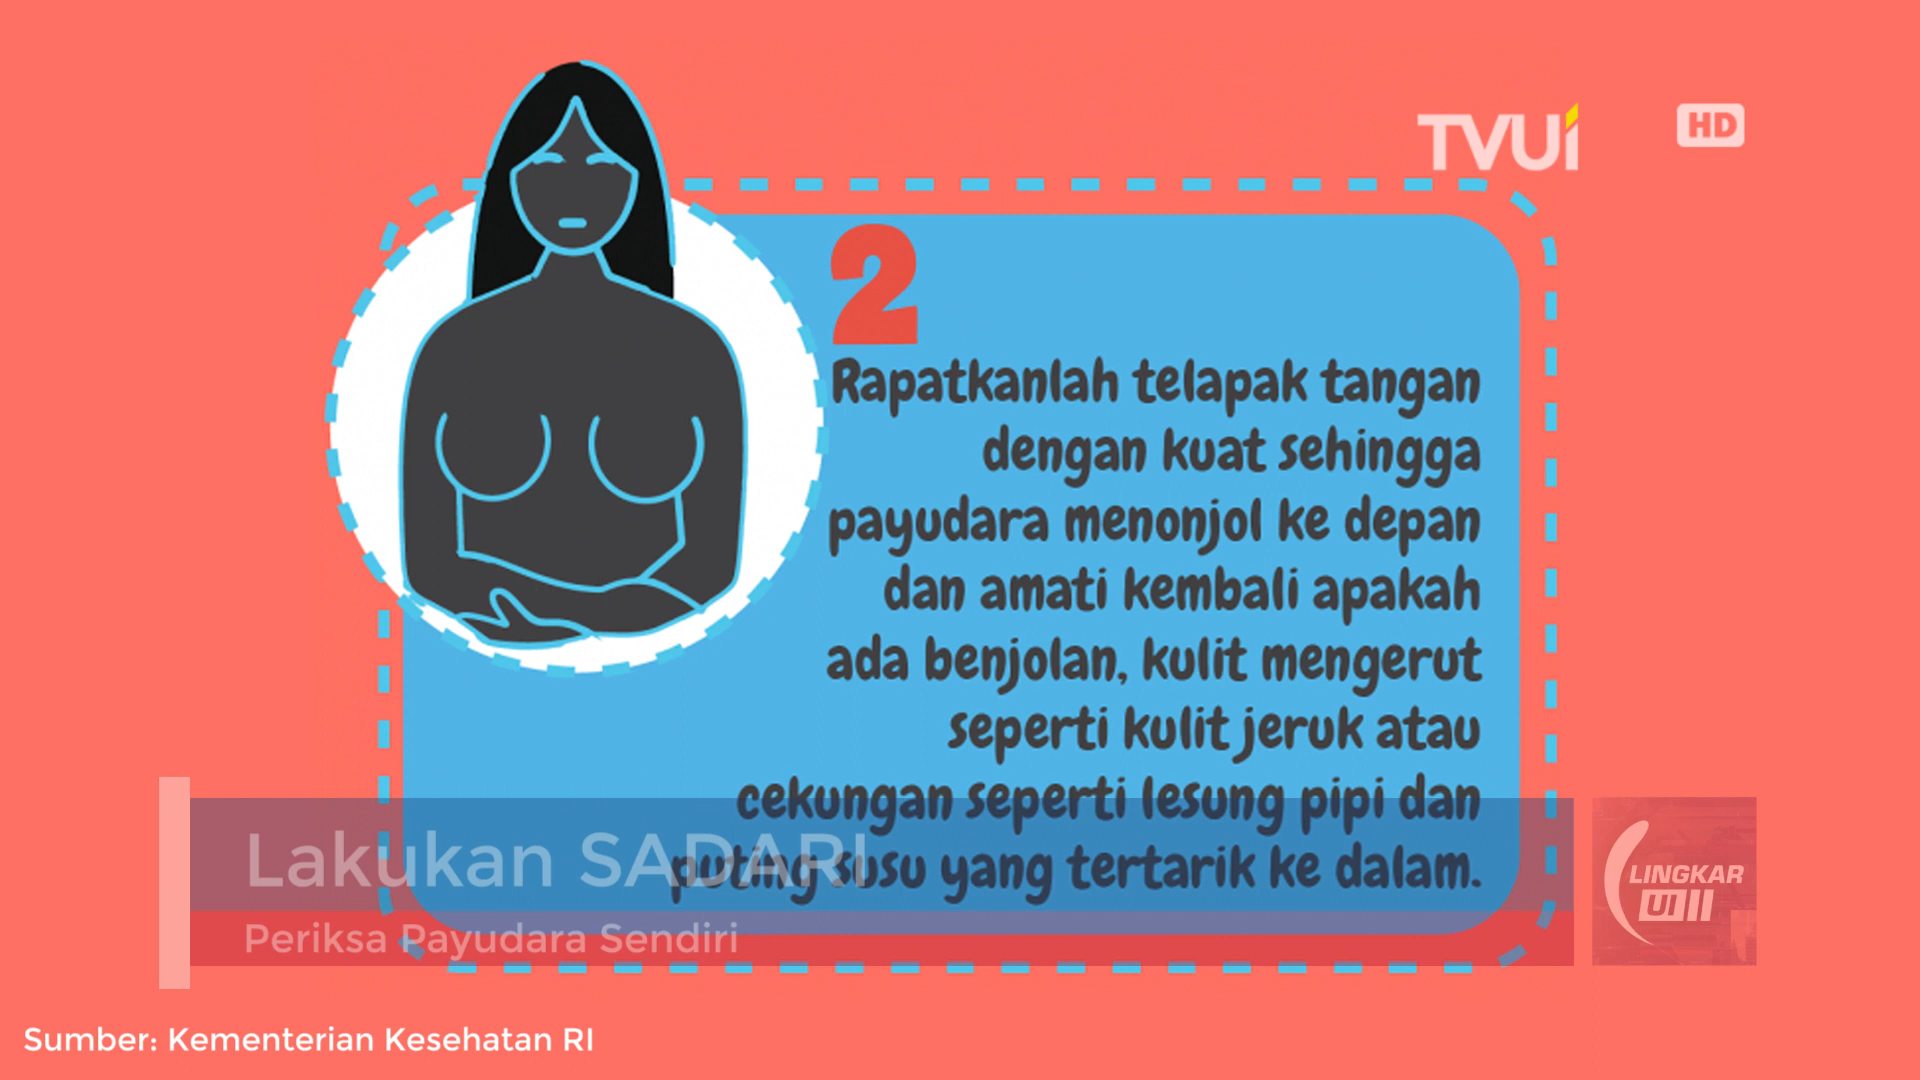 TVUI
HD
2
Rapatkanlah telapak tangan
dengan kuat sehingga
payudara menonjol ke depan
dan amati kembali apakah
ada benjolan, kulit mengerut
seperti kulit jeruk atau
cekungan seperti lesung pipi dan
puting susu yang tertarik ke dalam.
Lakukan SADARI
Periksa Payudara Sendiri
LINGKAR
UI
Sumber: Kementerian Kesehatan RI